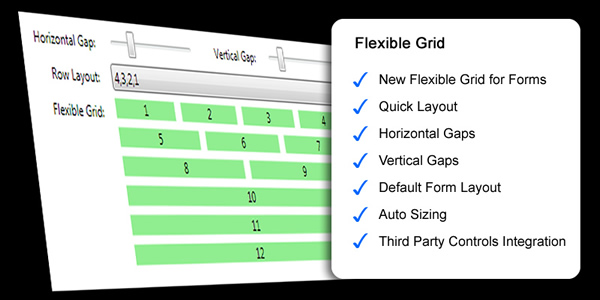 Horizontal Gap:
Vertical Gap:
Row Layout:
4,3,2,1
Flexible Grid:
1 2 3 4
5 6 7
8 9
10
11
12
Flexible Grid
✓ New Flexible Grid for Forms
✓ Quick Layout
✓ Horizontal Gaps
✓ Vertical Gaps
✓ Default Form Layout
✓ Auto Sizing
✓ Third Party Controls Integration